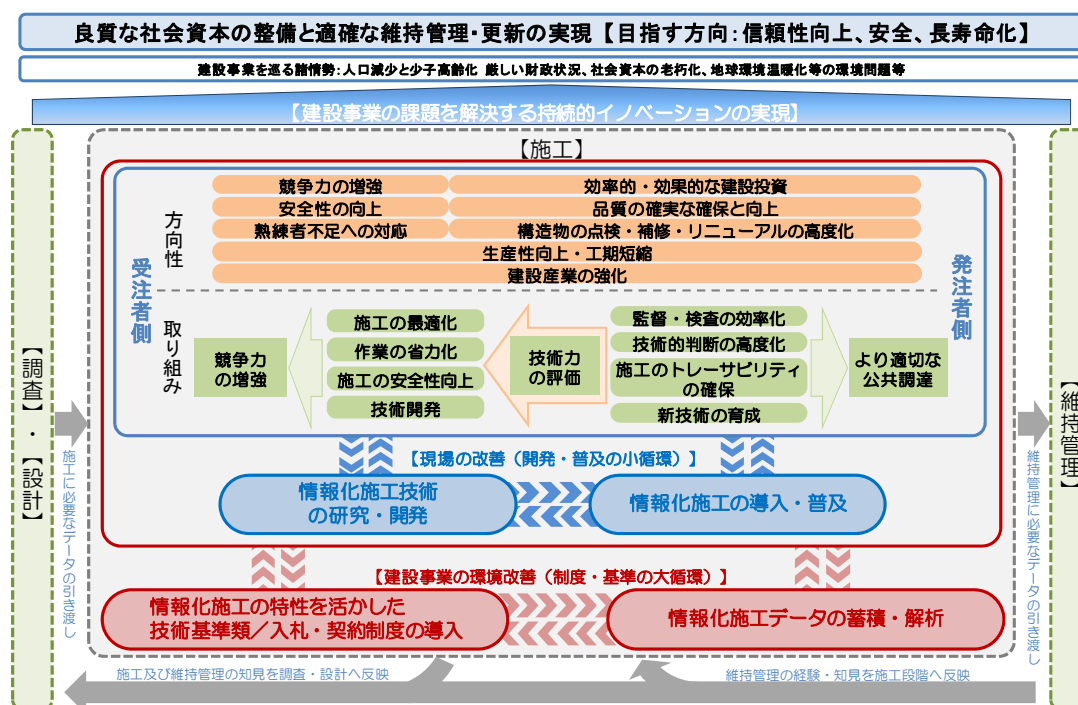 良質な社会資本の整備と適確な維持管理・更新の実現【目指す方向：信頼性向上、安全、長寿命化】
建設事業を巡る諸情勢：人口減少と少子高齢化 厳しい財政状況、社会資本の老朽化、地球環境温暖化等の環境問題等
【建設事業の課題を解決する持続的イノベーションの実現】
【調査】・【設計】
【施工】
【維持管理】
受注者側
発注者側
方向性
競争力の増強
効率的・効果的な建設投資
安全性の向上
品質の確実な確保と向上
熟練者不足への対応
構造物の点検・補修・リニューアルの高度化
生産性向上・工期短縮
建設産業の強化
取り組み
競争力
の増強
施工の最適化
作業の省力化
施工の安全性向上
技術開発
技術力
の評価
監督・検査の効率化
技術的判断の高度化
施工のトレーサビリティ
の確保
新技術の育成
より適切な
公共調達
【現場の改善（開発・普及の小循環）】
情報化施工技術
の研究・開発
情報化施工の導入・普及
【建設事業の環境改善（制度・基準の大循環）】
情報化施工の特性を活かした
技術基準類／入札・契約制度の導入
情報化施工データの蓄積・解析
施工に必要なデータの引き渡し
維持管理に必要なデータの引き渡し
施工及び維持管理の知見を調査・設計へ反映
維持管理の経験・知見を施工段階へ反映